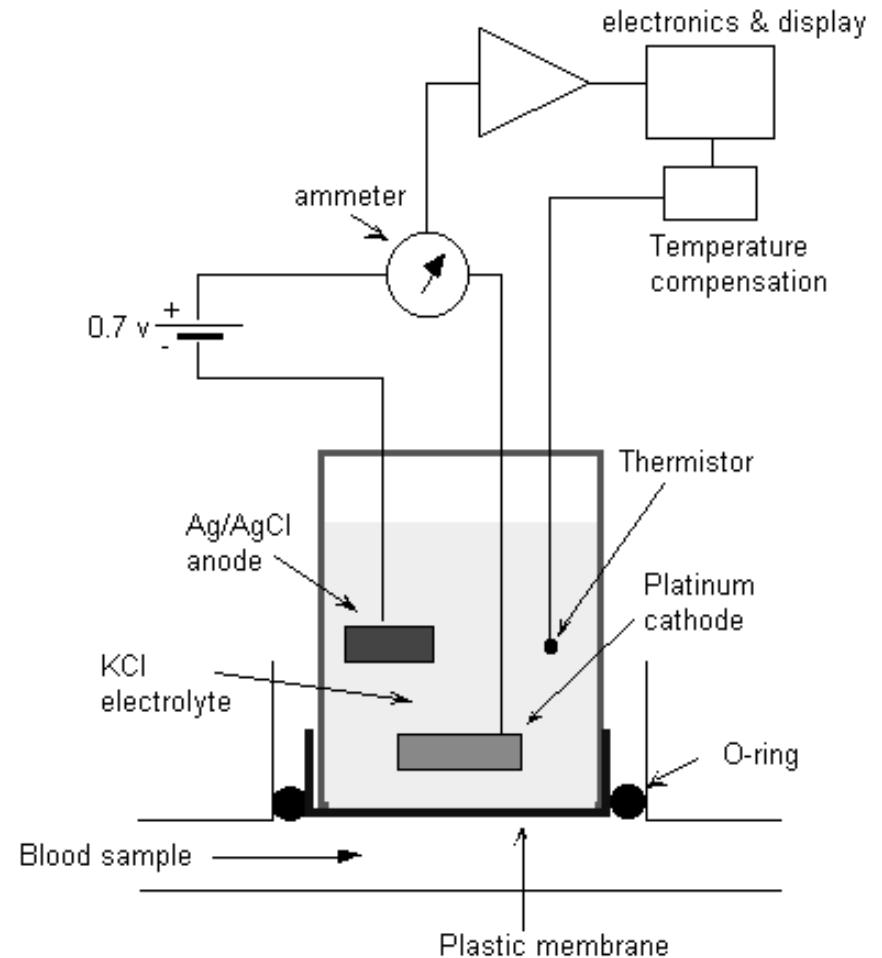 electronics & display
ammeter
Temperature
compensation
+
0.7 v
-
Thermistor
Ag/AgCl
anode
Platinum
cathode
KCl
electrolyte
O-ring
Blood sample
Plastic membrane